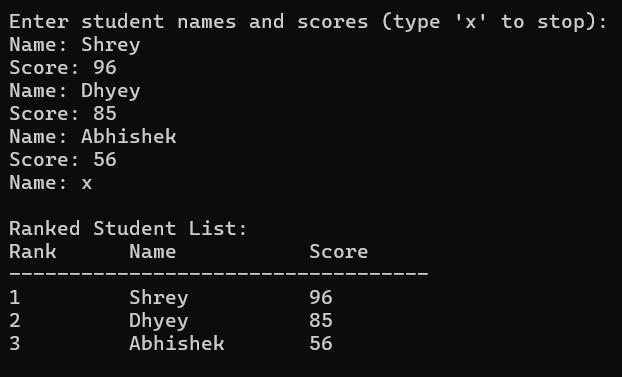 Enter student names and scores (type 'x' to stop):
Name: Shrey
Score: 96
Name: Dhyey
Score: 85
Name: Abhishek
Score: 56
Name: x

Ranked Student List:
Rank      Name           Score
-----------------------------------
1         Shrey          96
2         Dhyey          85
3         Abhishek       56